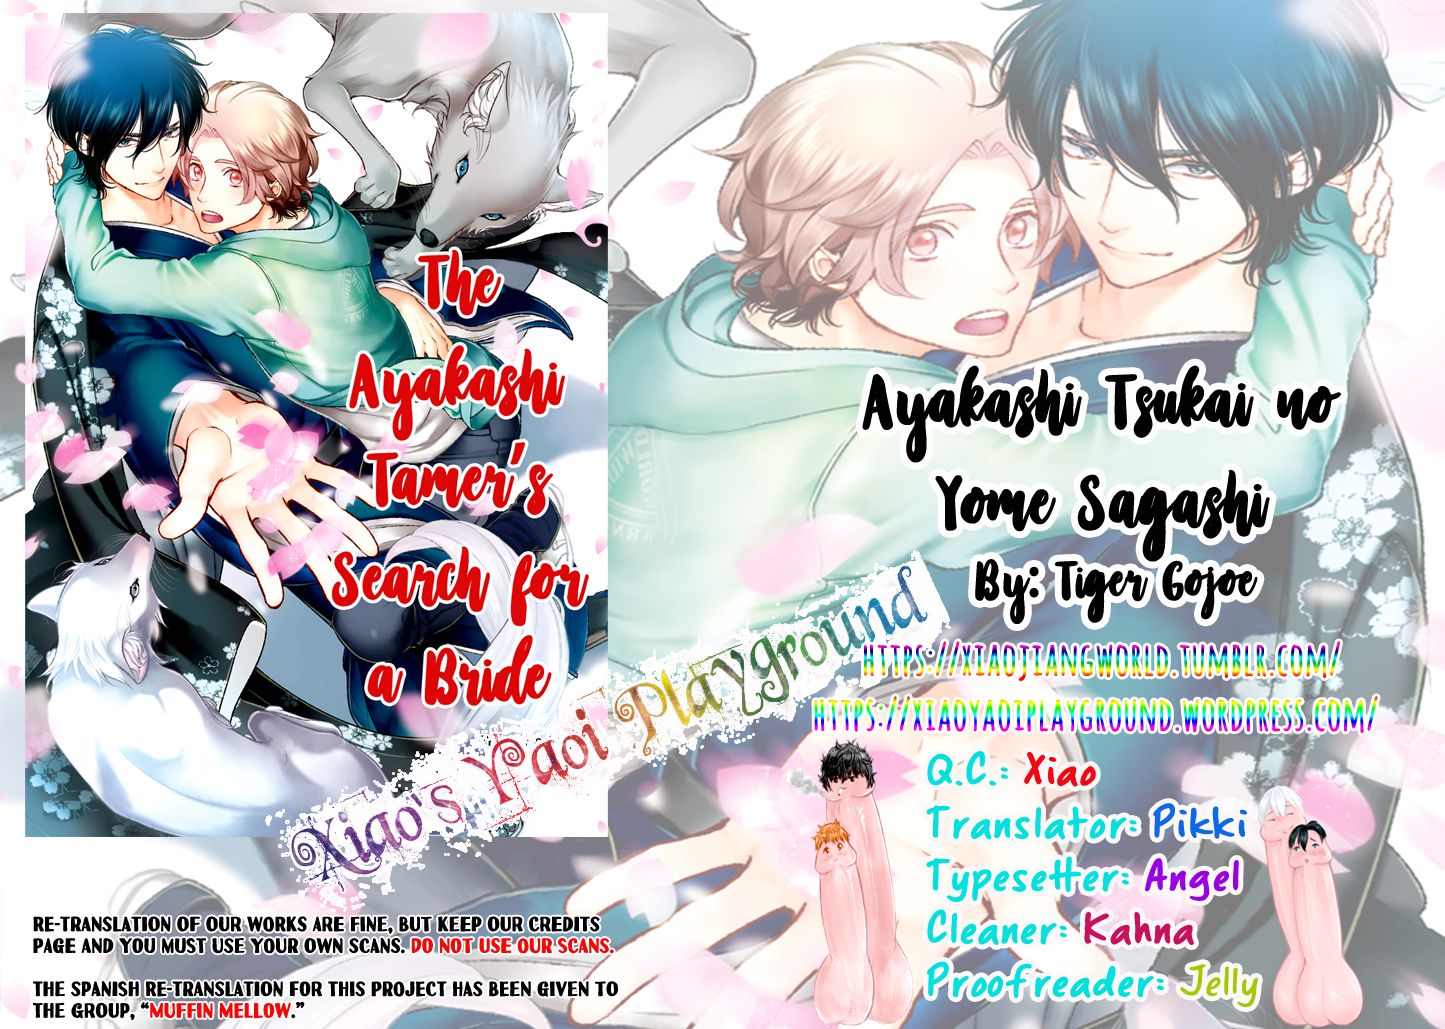 The
Ayakashi
Tamer's
Search for
a Bride
Ayakashi Tsukai no
Yome Sagashi
By: Tiger Gojoe
Xiao's Yaoi Playground
HTTPS://XIAOJIANGWORLD.TUMBLR.COM/
HTTPS://XIAOYAOIPLAYGROUND.WORDPRESS.COM/
Q.C.: Xiao
Translator: Pikki
Typesetter: Angel
Cleaner: Kahna
Proofreader: Jelly
RE-TRANSLATION OF OUR WORKS ARE FINE, BUT KEEP OUR CREDITS
PAGE AND YOU MUST USE YOUR OWN SCANS. DO NOT USE OUR SCANS.
THE SPANISH RE-TRANSLATION FOR THIS PROJECT HAS BEEN GIVEN TO
THE GROUP, "MUFFIN MELLOW."